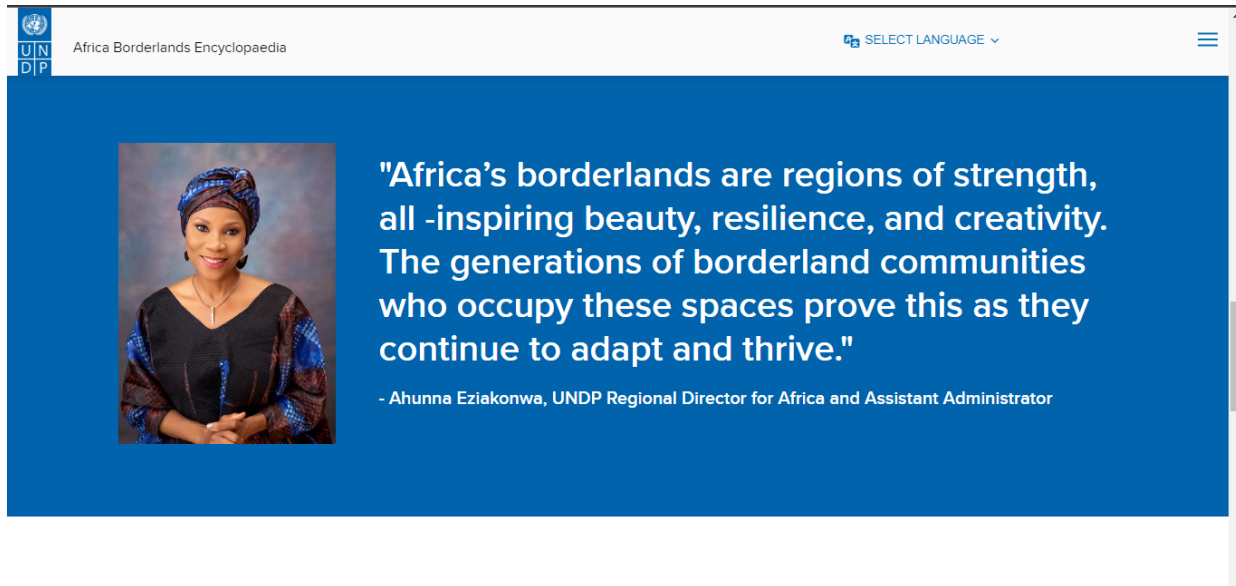 U N
D P
Africa Borderlands Encyclopaedia
SELECT LANGUAGE
"Africa’s borderlands are regions of strength,
all -inspiring beauty, resilience, and creativity.
The generations of borderland communities
who occupy these spaces prove this as they
continue to adapt and thrive."
- Ahunna Eziakonwa, UNDP Regional Director for Africa and Assistant Administrator